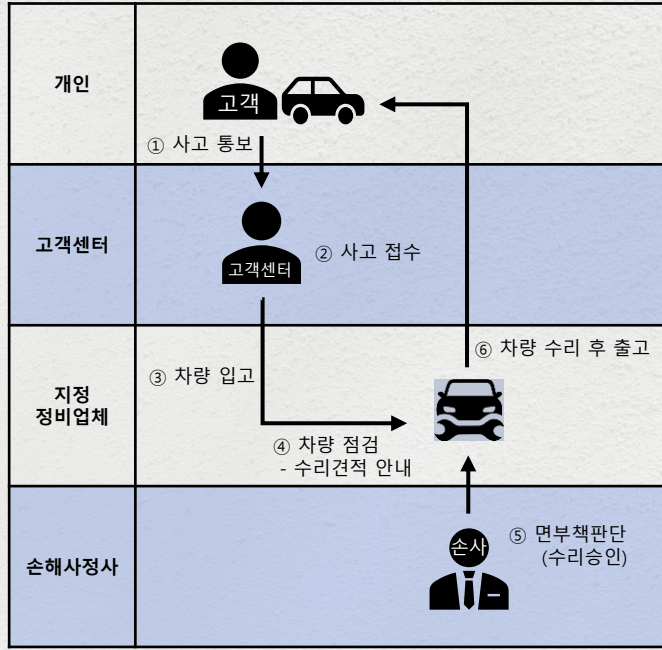 개인
고객
① 사고 통보
고객센터
고객센터
② 사고 접수
지정
정비업체
③ 차량 입고
④ 차량 점검
- 수리견적 안내
⑥ 차량 수리 후 출고
손해사정사
손사
⑤ 면부책판단
(수리승인)